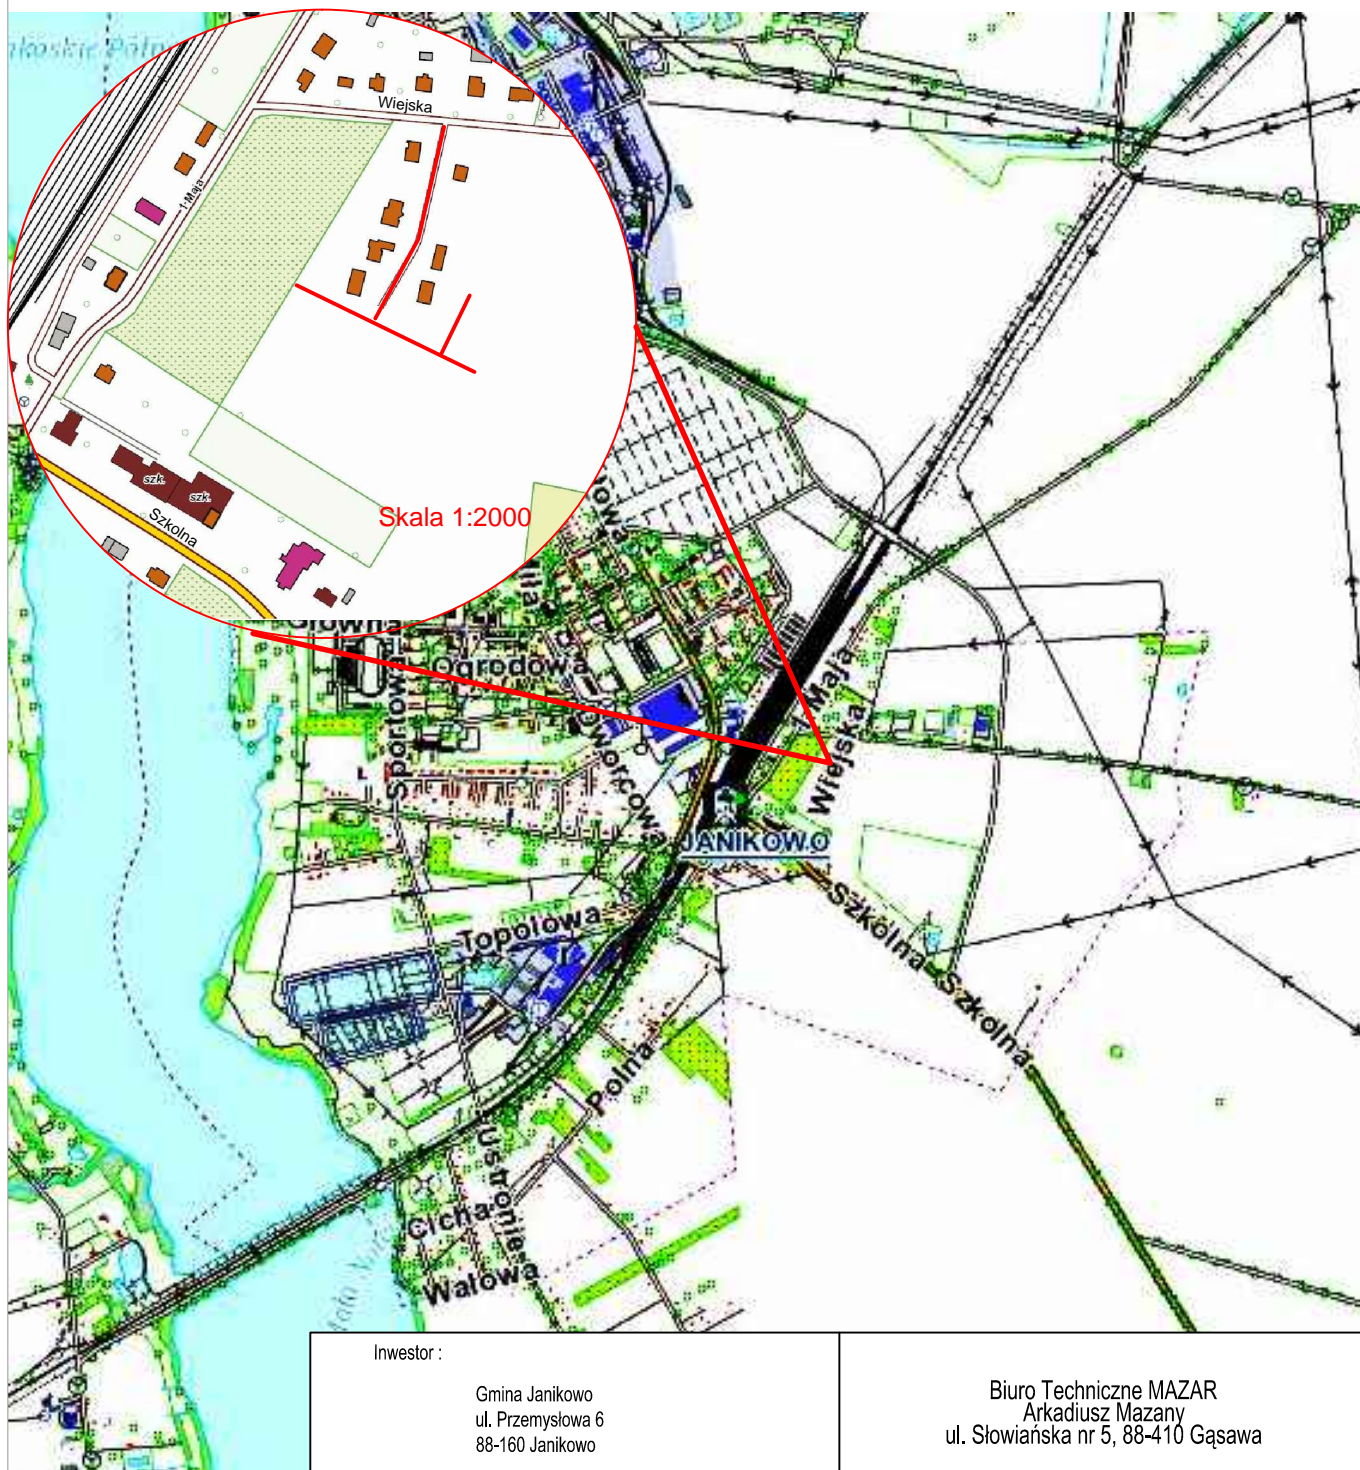 Wiejska
1-Maja
szk.
szk.
Szkolna
Skala 1:2000
Ogrodowa
Sportowa
Dworcowa
1 Maja
Wiejska
JANIKOWO
Szkolna
Szkolna
Topolowa
Polna
Ustronie
Cicha
Wałowa
Inwestor :
Gmina Janikowo
ul. Przemysłowa 6
88-160 Janikowo
Biuro Techniczne MAZAR
Arkadiusz Mazany
ul. Słowiańska nr 5, 88-410 Gąsawa